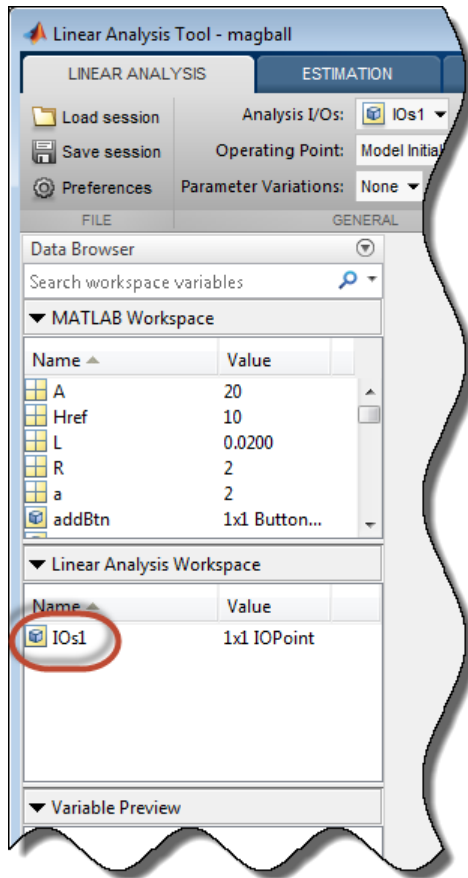 Linear Analysis Tool - magball
LINEAR ANALYSIS ESTIMATION
Load session Analysis I/Os: IOs1
Save session Operating Point: Model Initial
Preferences Parameter Variations: None
FILE GENERAL
Data Browser
Search workspace variables
MATLAB Workspace
Name Value
A 20
Href 10
L 0.0200
R 2
a 2
addBtn 1x1 Button...
Linear Analysis Workspace
Name Value
IOs1 1x1 IOPoint
Variable Preview